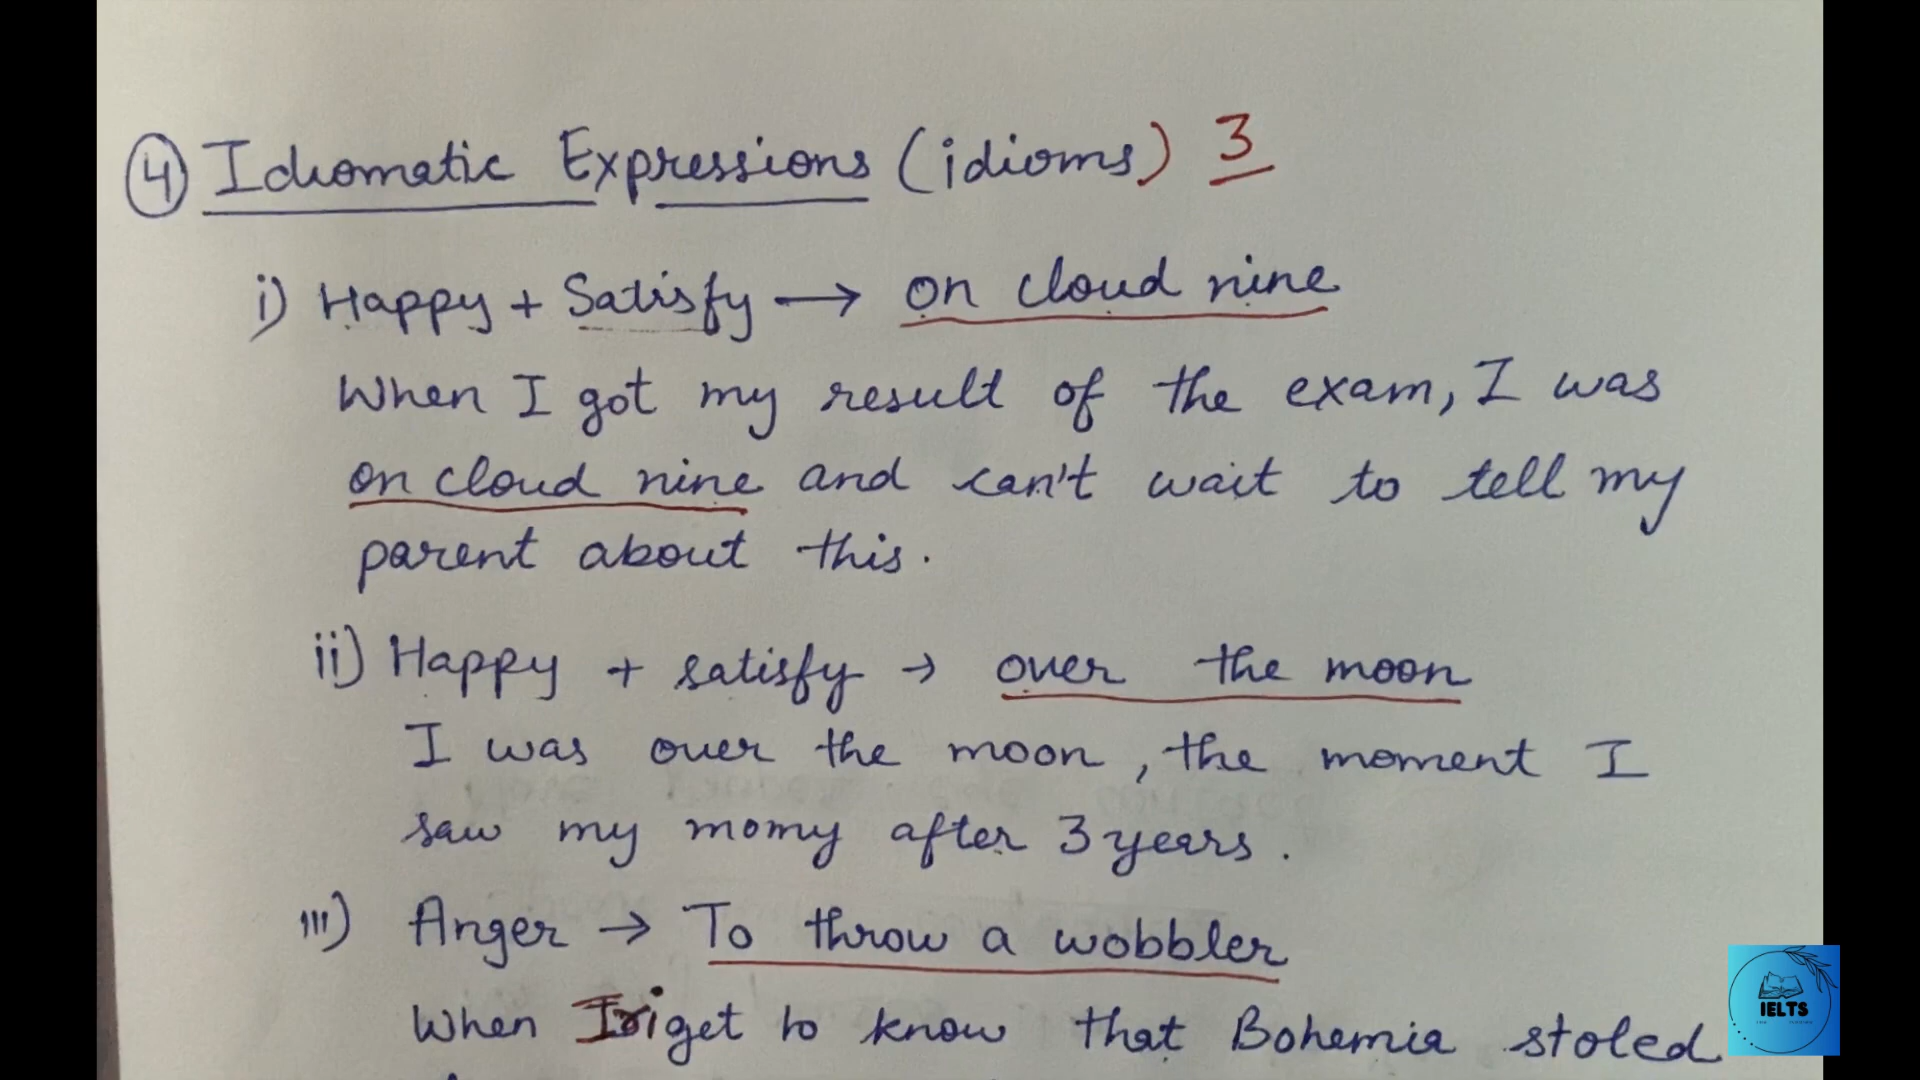 ④ Idiomatic Expressions (idioms) 3
i) Happy + Satisfy → on cloud nine
When I got my result of the exam, I was
on cloud nine and can't wait to tell my
parent about this.
ii) Happy + satisfy → over the moon
I was over the moon, the moment I
saw my momy after 3 years.
iii) Anger → To throw a wobbler
When I get to know that Bohemia stoled
IELTS